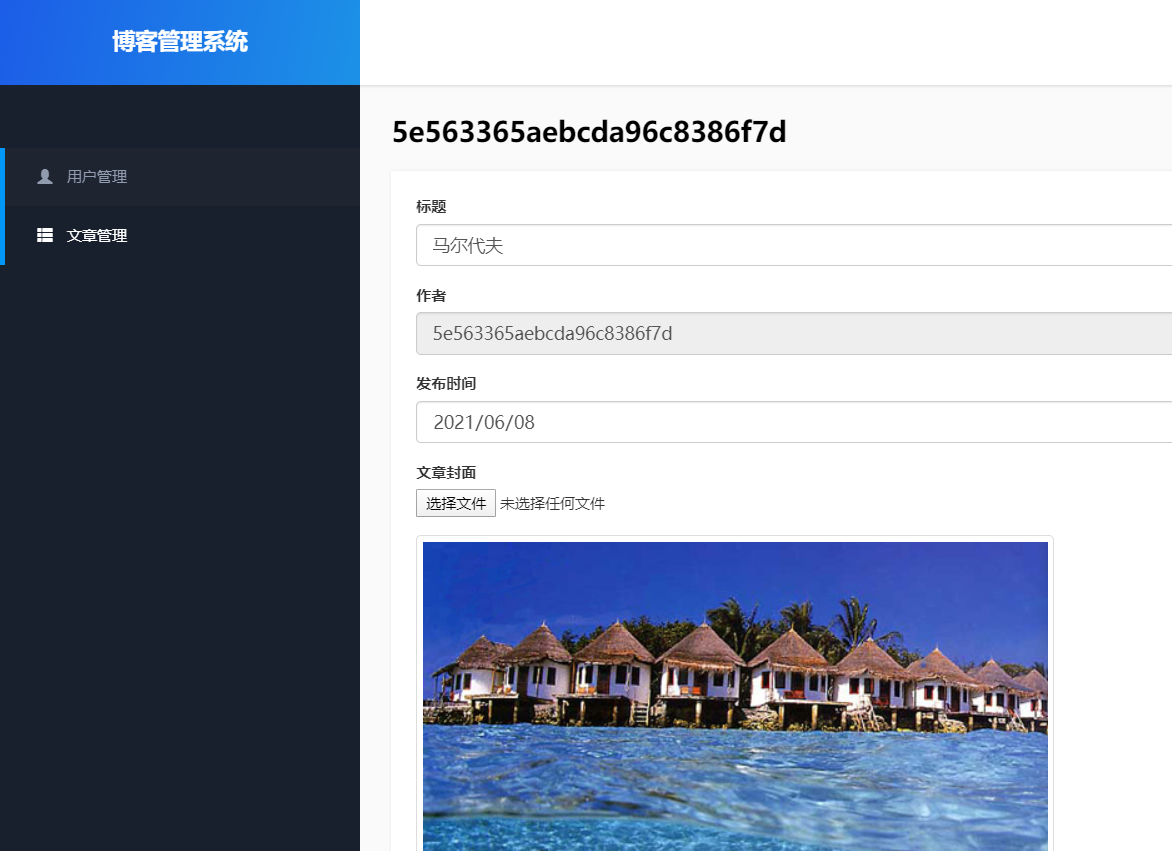 博客管理系统
用户管理
文章管理
5e563365aebcda96c8386f7d
标题
马尔代夫
作者
5e563365aebcda96c8386f7d
发布时间
2021/06/08
文章封面
选择文件 未选择任何文件